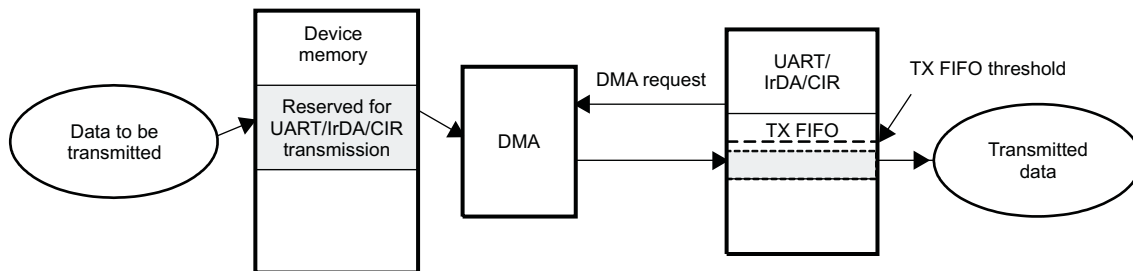 Data to be
transmitted
Device
memory
Reserved for
UART/IrDA/CIR
transmission
DMA
DMA request
UART/
IrDA/CIR
TX FIFO
TX FIFO threshold
Transmitted
data